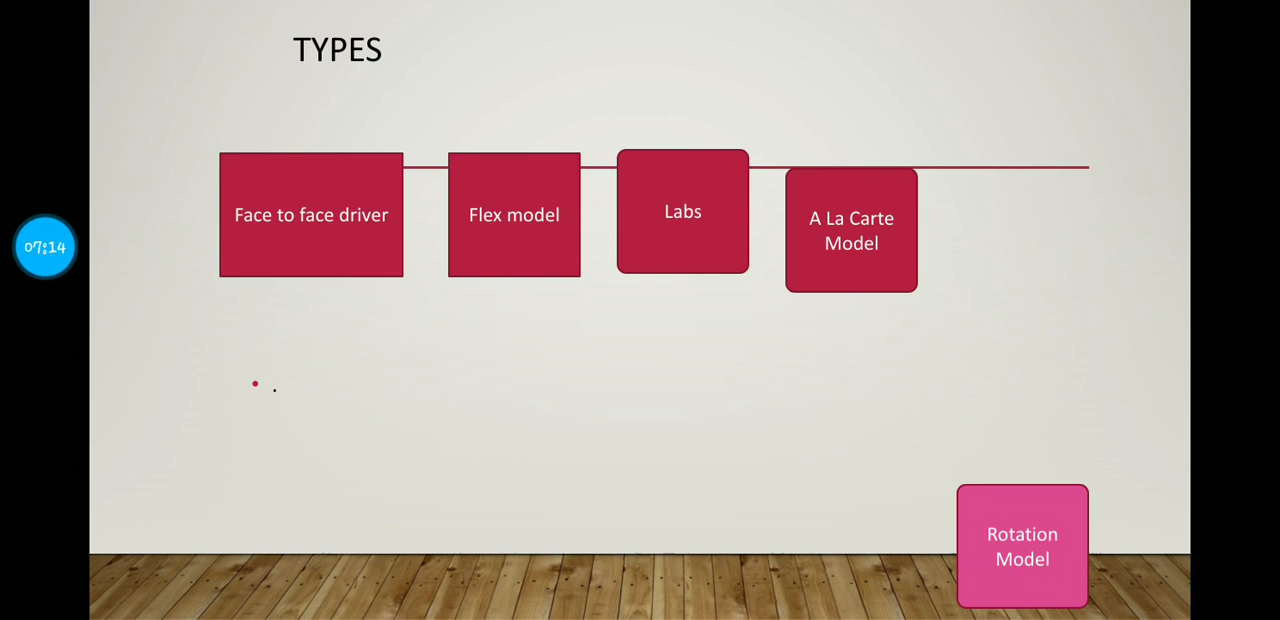 TYPES
Face to face driver
Flex model
Labs
A La Carte
Model
07:14
.
Rotation
Model